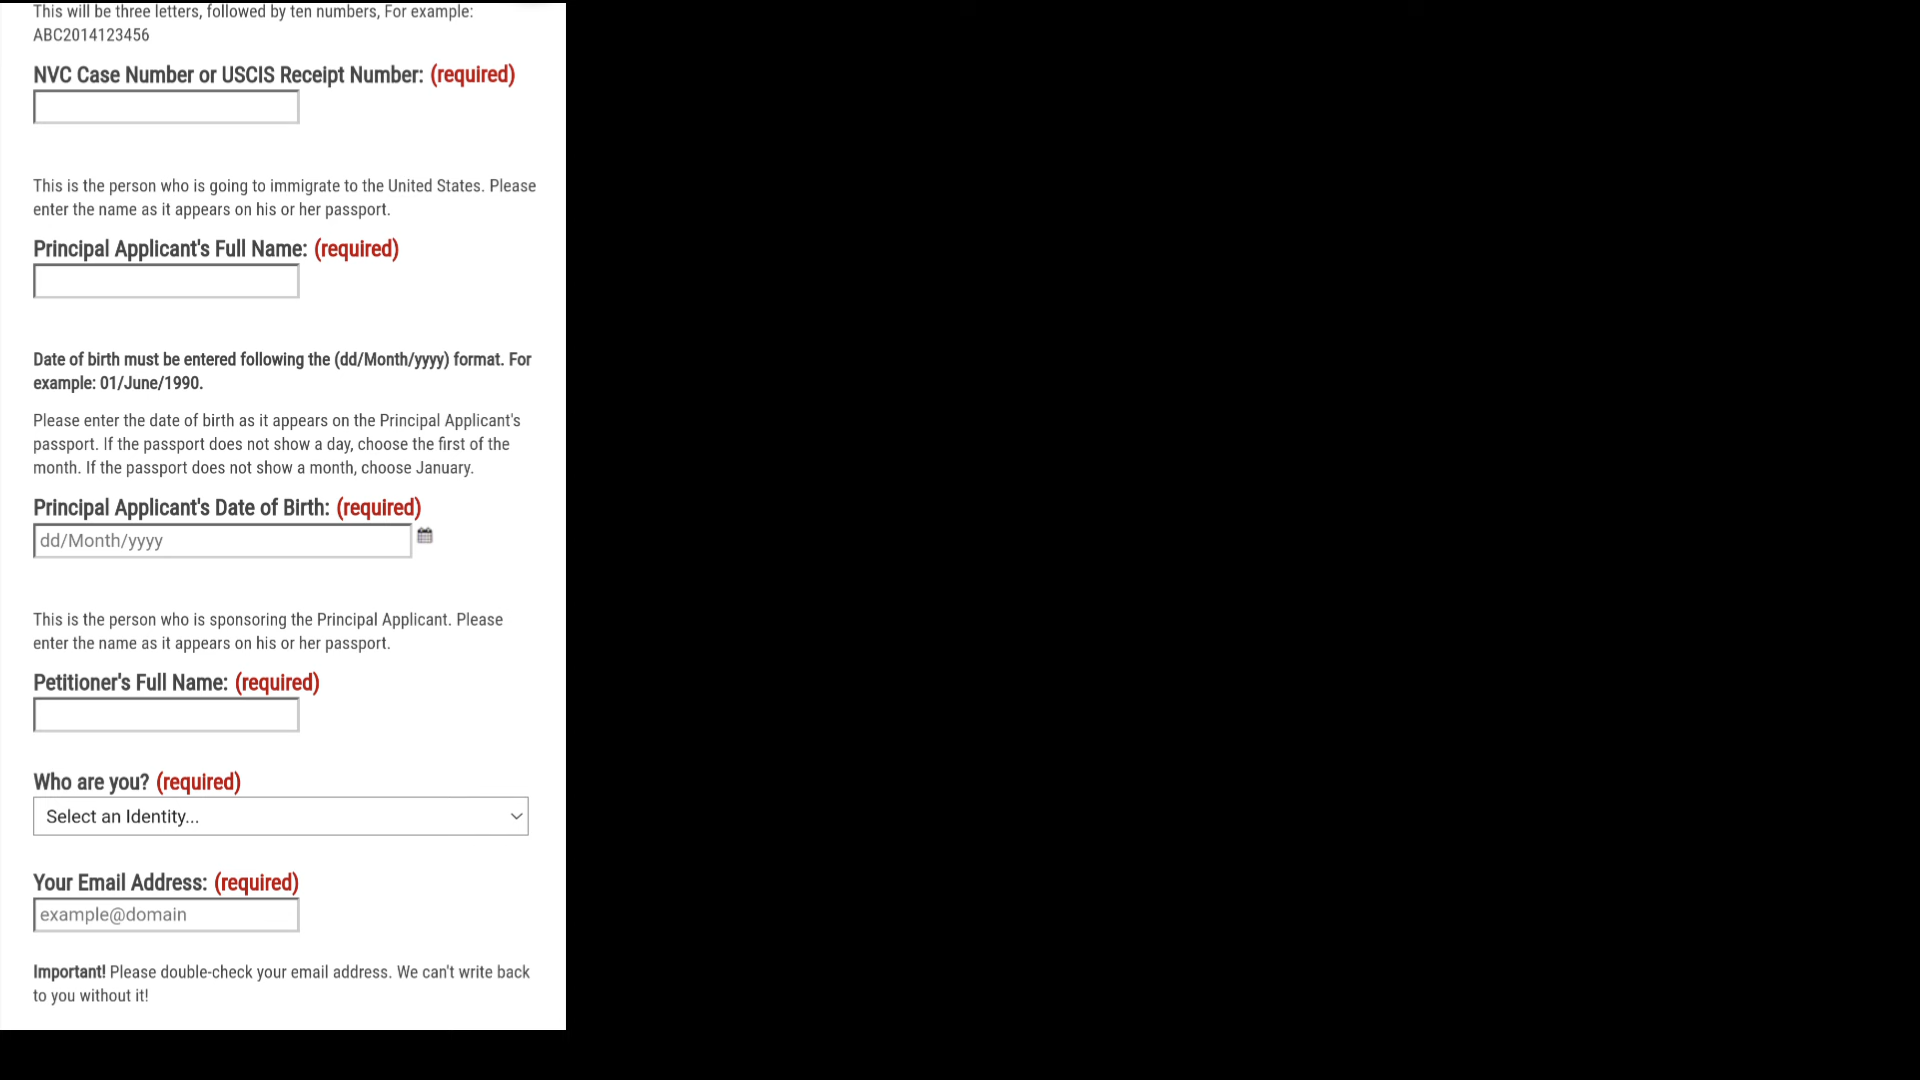 This will be three letters, followed by ten numbers, For example:
ABC2014123456
NVC Case Number or USCIS Receipt Number: (required)
This is the person who is going to immigrate to the United States. Please
enter the name as it appears on his or her passport.
Principal Applicant's Full Name: (required)
Date of birth must be entered following the (dd/Month/yyyy) format. For
example: 01/June/1990.
Please enter the date of birth as it appears on the Principal Applicant's
passport. If the passport does not show a day, choose the first of the
month. If the passport does not show a month, choose January.
Principal Applicant's Date of Birth: (required)
dd/Month/yyyy
This is the person who is sponsoring the Principal Applicant. Please
enter the name as it appears on his or her passport.
Petitioner's Full Name: (required)
Who are you? (required)
Select an Identity...
Your Email Address: (required)
example@domain
Important! Please double-check your email address. We can't write back
to you without it!